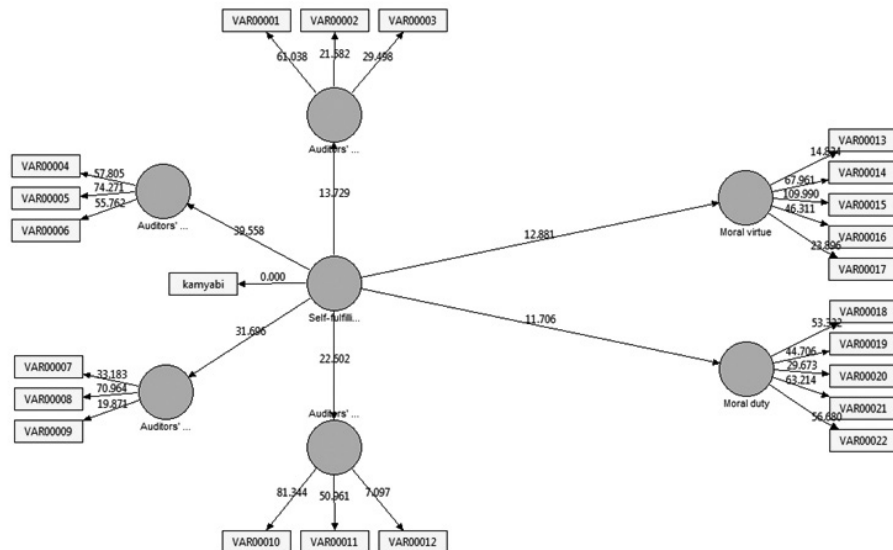 VAR00001
VAR00002
VAR00003
61.038
21.582
29.498
Auditors' ...
VAR00004
VAR00005
VAR00006
57.805
74.271
55.762
Auditors' ...
13.729
39.558
VAR00013
VAR00014
VAR00015
VAR00016
VAR00017
67.961
109.990
46.311
23.896
Moral virtue
12.881
kamyabi
0.000
Self-fulfilli...
11.706
31.696
22.502
VAR00007
VAR00008
VAR00009
33.183
70.964
19.871
Auditors' ...
VAR00018
VAR00019
VAR00020
VAR00021
VAR00022
44.706
29.673
63.214
56.680
Moral duty
Auditors' ...
81.344
50.961
7.097
VAR00010
VAR00011
VAR00012